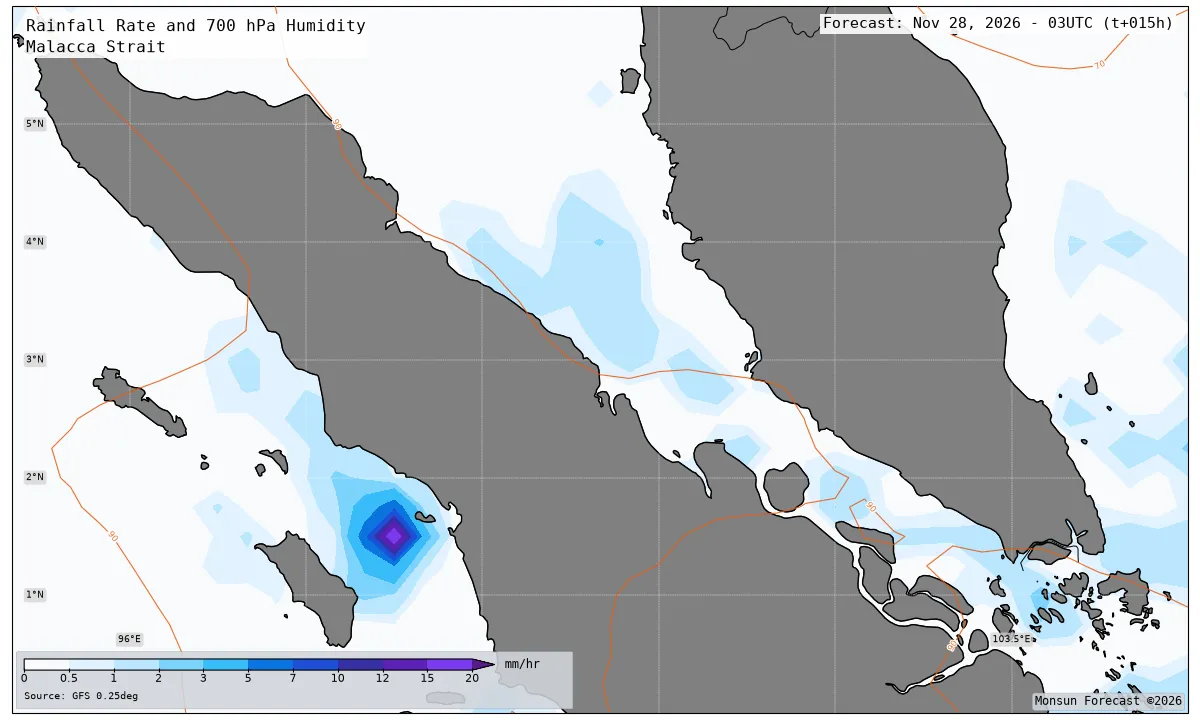 Rainfall Rate and 700 hPa Humidity
Malacca Strait
Forecast: Nov 28, 2026 - 03UTC (t+015h)
70
90
5°N
4°N
3°N
2°N
90
90
1°N
96°E
103.5°E
90
mm/hr
0 0.5 1 2 3 5 7 10 12 15 20
Source: GFS 0.25deg
Monsun Forecast ©2026